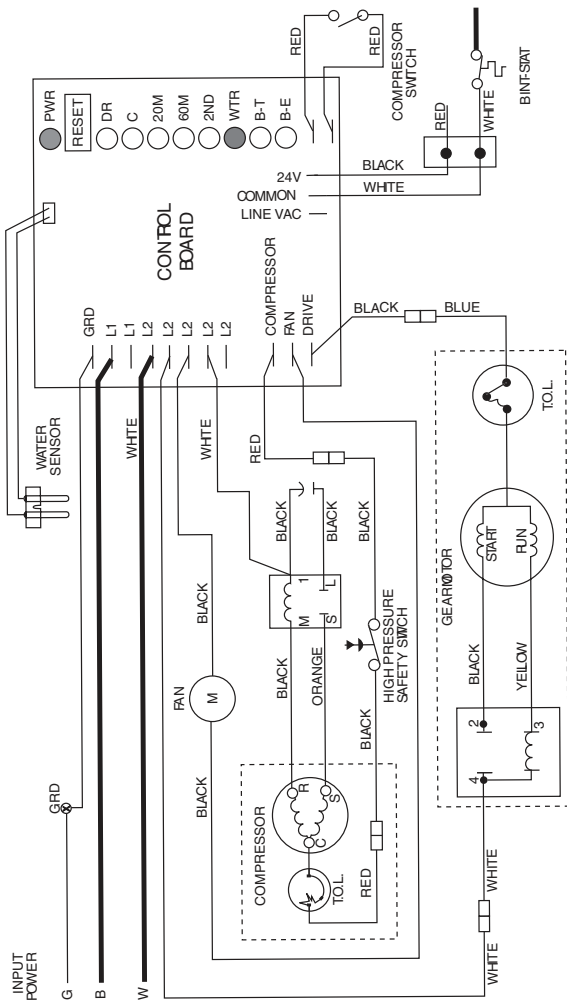 INPUT
POWER
G
B
W
GRD
WATER
SENSOR
GRD
L1
L1
L2
L2
L2
L2
L2
WHITE
WHITE
CONTROL
BOARD
PWR
RESET
DR
C
20M
60M
2ND
WTR
B-T
B-E
24V
COMMON
LINE VAC
COMPRESSOR
FAN
DRIVE
RED
RED
COMPRESSOR
SWITCH
BLACK
WHITE
RED
WHITE
BINT-STAT
FAN
M
BLACK
BLACK
COMPRESSOR
T.O.L.
C
R
S
RED
BLACK
ORANGE
M
1
S
L
BLACK
BLACK
BLACK
BLACK
RED
HIGH PRESSURE
SAFETY SWITCH
BLACK
BLUE
GEARMOTOR
T.O.L.
START
RUN
BLACK
YELLOW
4
2
3
WHITE
WHITE